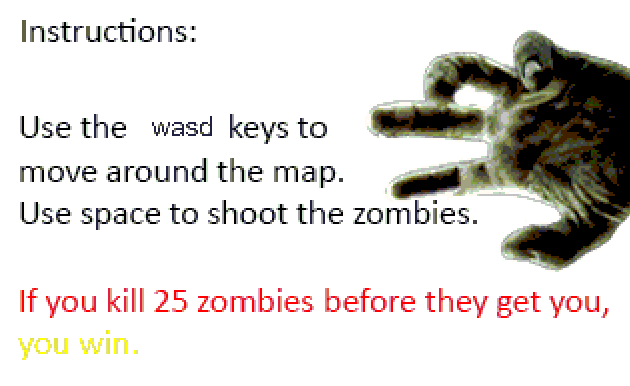 Instructions:
Use the wasd keys to
move around the map.
Use space to shoot the zombies.
If you kill 25 zombies before they get you,
you win.